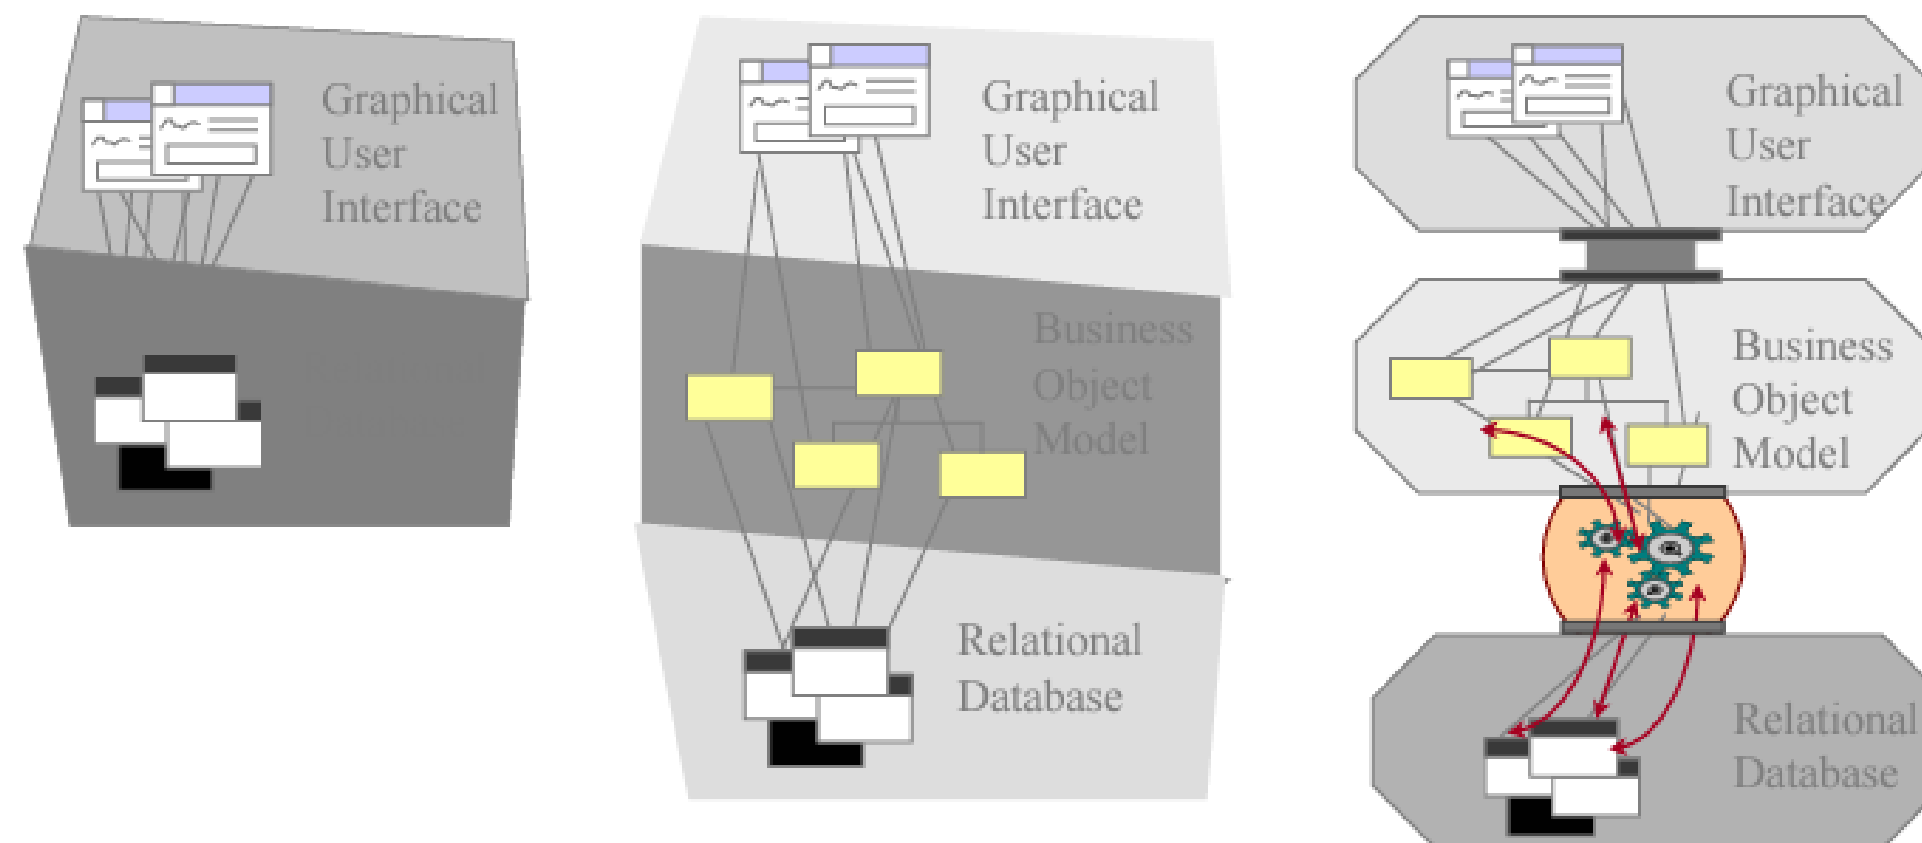 Graphical
User
Interface
Graphical
User
Interface
Business
Object
Model
Relational
Database
Graphical
User
Interface
Business
Object
Model
Relational
Database